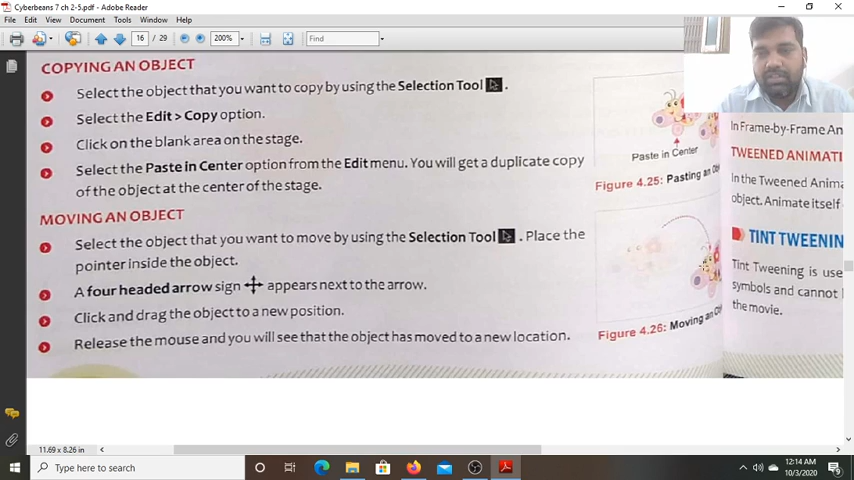 Cyberbeans 7 ch 2-5.pdf - Adobe Reader
File Edit View Document Tools Window Help
16 / 29 200% Find
COPYING AN OBJECT
Select the object that you want to copy by using the Selection Tool .
Select the Edit > Copy option.
Click on the blank area on the stage.
Select the Paste in Center option from the Edit menu. You will get a duplicate copy
of the object at the center of the stage.
MOVING AN OBJECT
Select the object that you want to move by using the Selection Tool . Place the
pointer inside the object.
A four headed arrow sign appears next to the arrow.
Click and drag the object to a new position.
Release the mouse and you will see that the object has moved to a new location.
Paste in Center
Figure 4.25: Pasting an Ob
Figure 4.26: Moving an O
In Frame-by-Frame An
TWEENED ANIMATI
In the Tweened Anima
object. Animate itself
TINT TWEENIN
Tint Tweening is use
symbols and cannot
the movie.
11.69 x 8.26 in
Type here to search
12:14 AM
10/3/2020